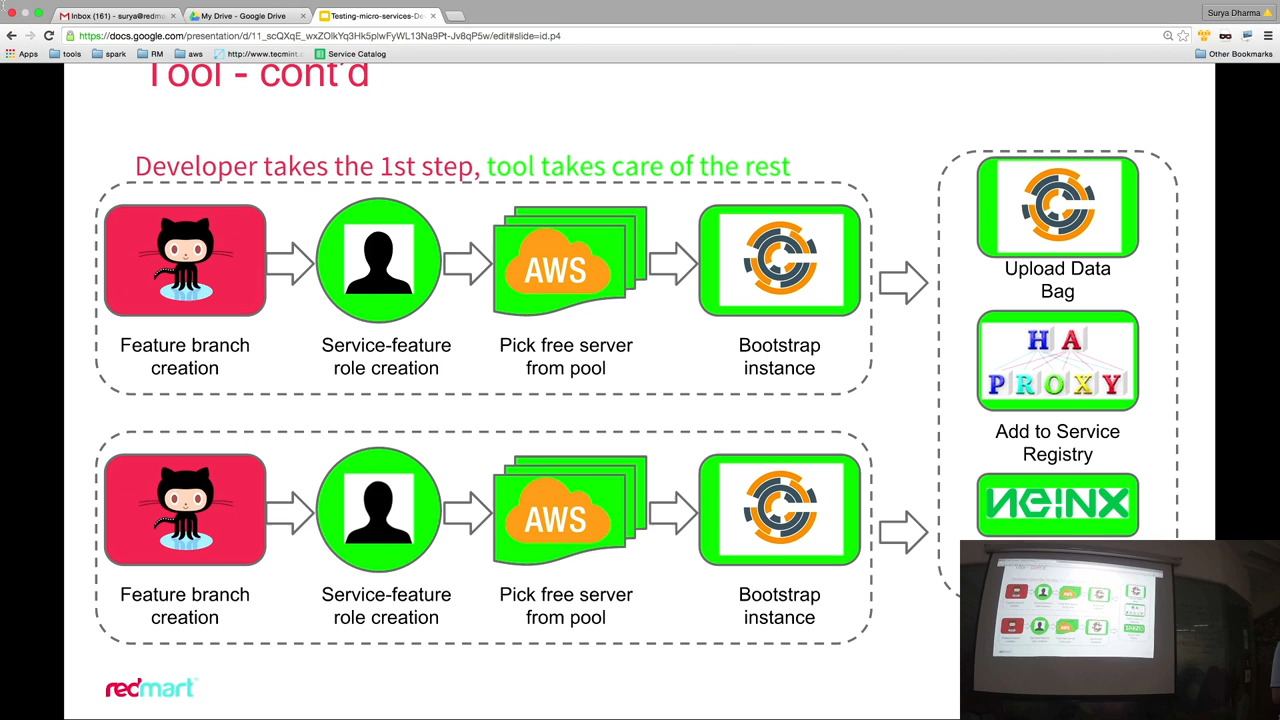 Inbox (161) - surya@redma
My Drive - Google Drive
Testing-micro-services-De
Surya Dharma
https://docs.google.com/presentation/d/11_scQXqE_wxZOlkYq3Hk5plwFyWL13Na9Pt-Jv8qP5w/edit#slide=id.p4
Apps
tools
spark
RM
aws
http://www.tecmint.c
Service Catalog
Other Bookmarks
Tool - cont'd
Developer takes the 1st step, tool takes care of the rest
AWS
Feature branch
creation
Service-feature
role creation
Pick free server
from pool
Bootstrap
instance
Upload Data
Bag
HA
PROXY
Add to Service
Registry
NGINX
AWS
Feature branch
creation
Service-feature
role creation
Pick free server
from pool
Bootstrap
instance
redmart